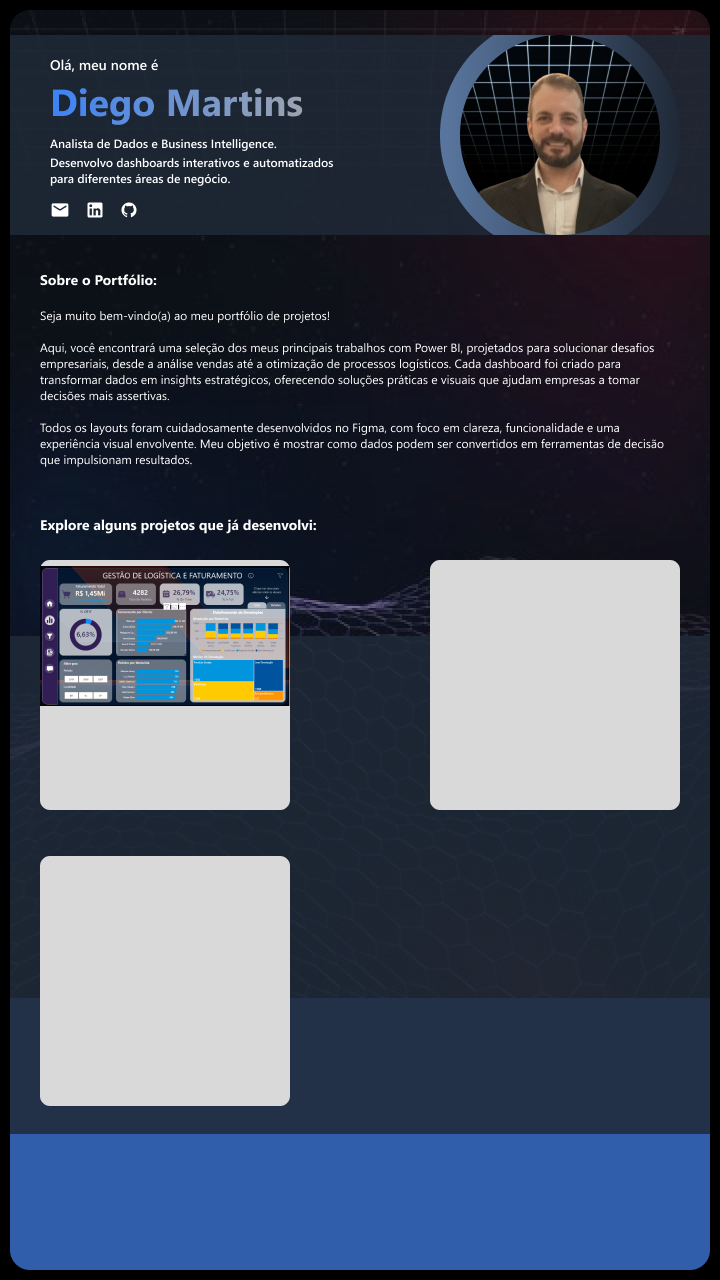 Olá, meu nome é
Diego Martins
Analista de Dados e Business Intelligence.
Desenvolvo dashboards interativos e automatizados
para diferentes áreas de negócio.
Sobre o Portfólio:
Seja muito bem-vindo(a) ao meu portfólio de projetos!
Aqui, você encontrará uma seleção dos meus principais trabalhos com Power BI, projetados para solucionar desafios
empresariais, desde a análise vendas até a otimização de processos logísticos. Cada dashboard foi criado para
transformar dados em insights estratégicos, oferecendo soluções práticas e visuais que ajudam empresas a tomar
decisões mais assertivas.
Todos os layouts foram cuidadosamente desenvolvidos no Figma, com foco em clareza, funcionalidade e uma
experiência visual envolvente. Meu objetivo é mostrar como dados podem ser convertidos em ferramentas de decisão
que impulsionam resultados.
Explore alguns projetos que já desenvolvi:
GESTÃO DE LOGÍSTICA E FATURAMENTO
R$ 1,45Mi
4282
26,79%
24,75%
6,63%